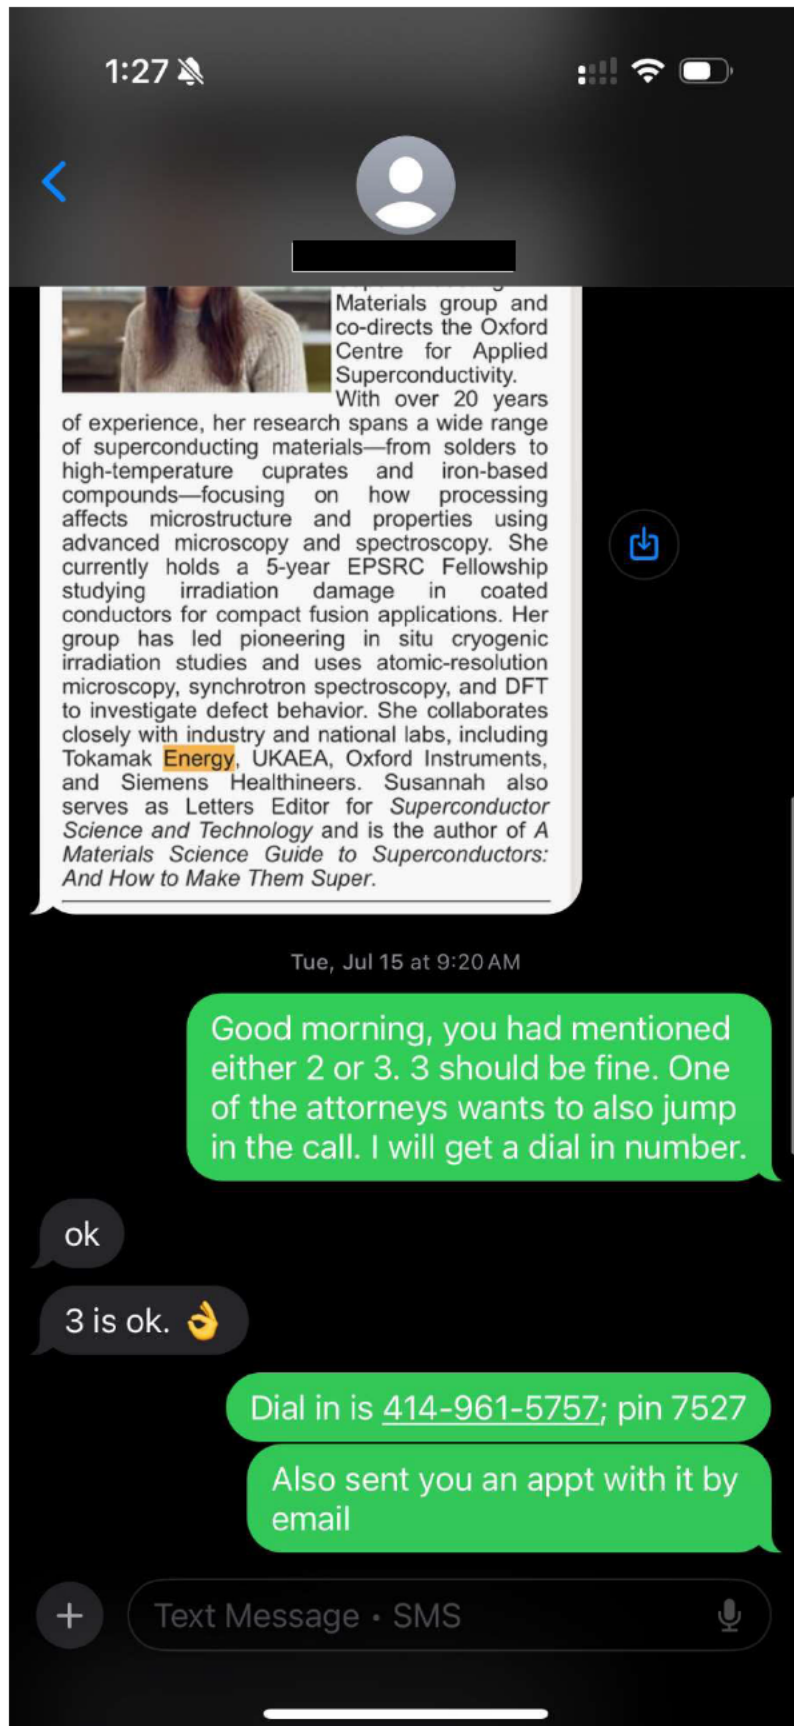 1:27
Materials group and
co-directs the Oxford
Centre for Applied
Superconductivity.
With over 20 years
of experience, her research spans a wide range
of superconducting materials—from solders to
high-temperature cuprates and iron-based
compounds—focusing on how processing
affects microstructure and properties using
advanced microscopy and spectroscopy. She
currently holds a 5-year EPSRC Fellowship
studying irradiation damage in coated
conductors for compact fusion applications. Her
group has led pioneering in situ cryogenic
irradiation studies and uses atomic-resolution
microscopy, synchrotron spectroscopy, and DFT
to investigate defect behavior. She collaborates
closely with industry and national labs, including
Tokamak Energy, UKAEA, Oxford Instruments,
and Siemens Healthineers. Susannah also
serves as Letters Editor for Superconductor
Science and Technology and is the author of A
Materials Science Guide to Superconductors:
And How to Make Them Super.
Tue, Jul 15 at 9:20 AM
Good morning, you had mentioned
either 2 or 3. 3 should be fine. One
of the attorneys wants to also jump
in the call. I will get a dial in number.
ok
3 is ok. 👌
Dial in is 414-961-5757; pin 7527
Also sent you an appt with it by
email
Text Message • SMS